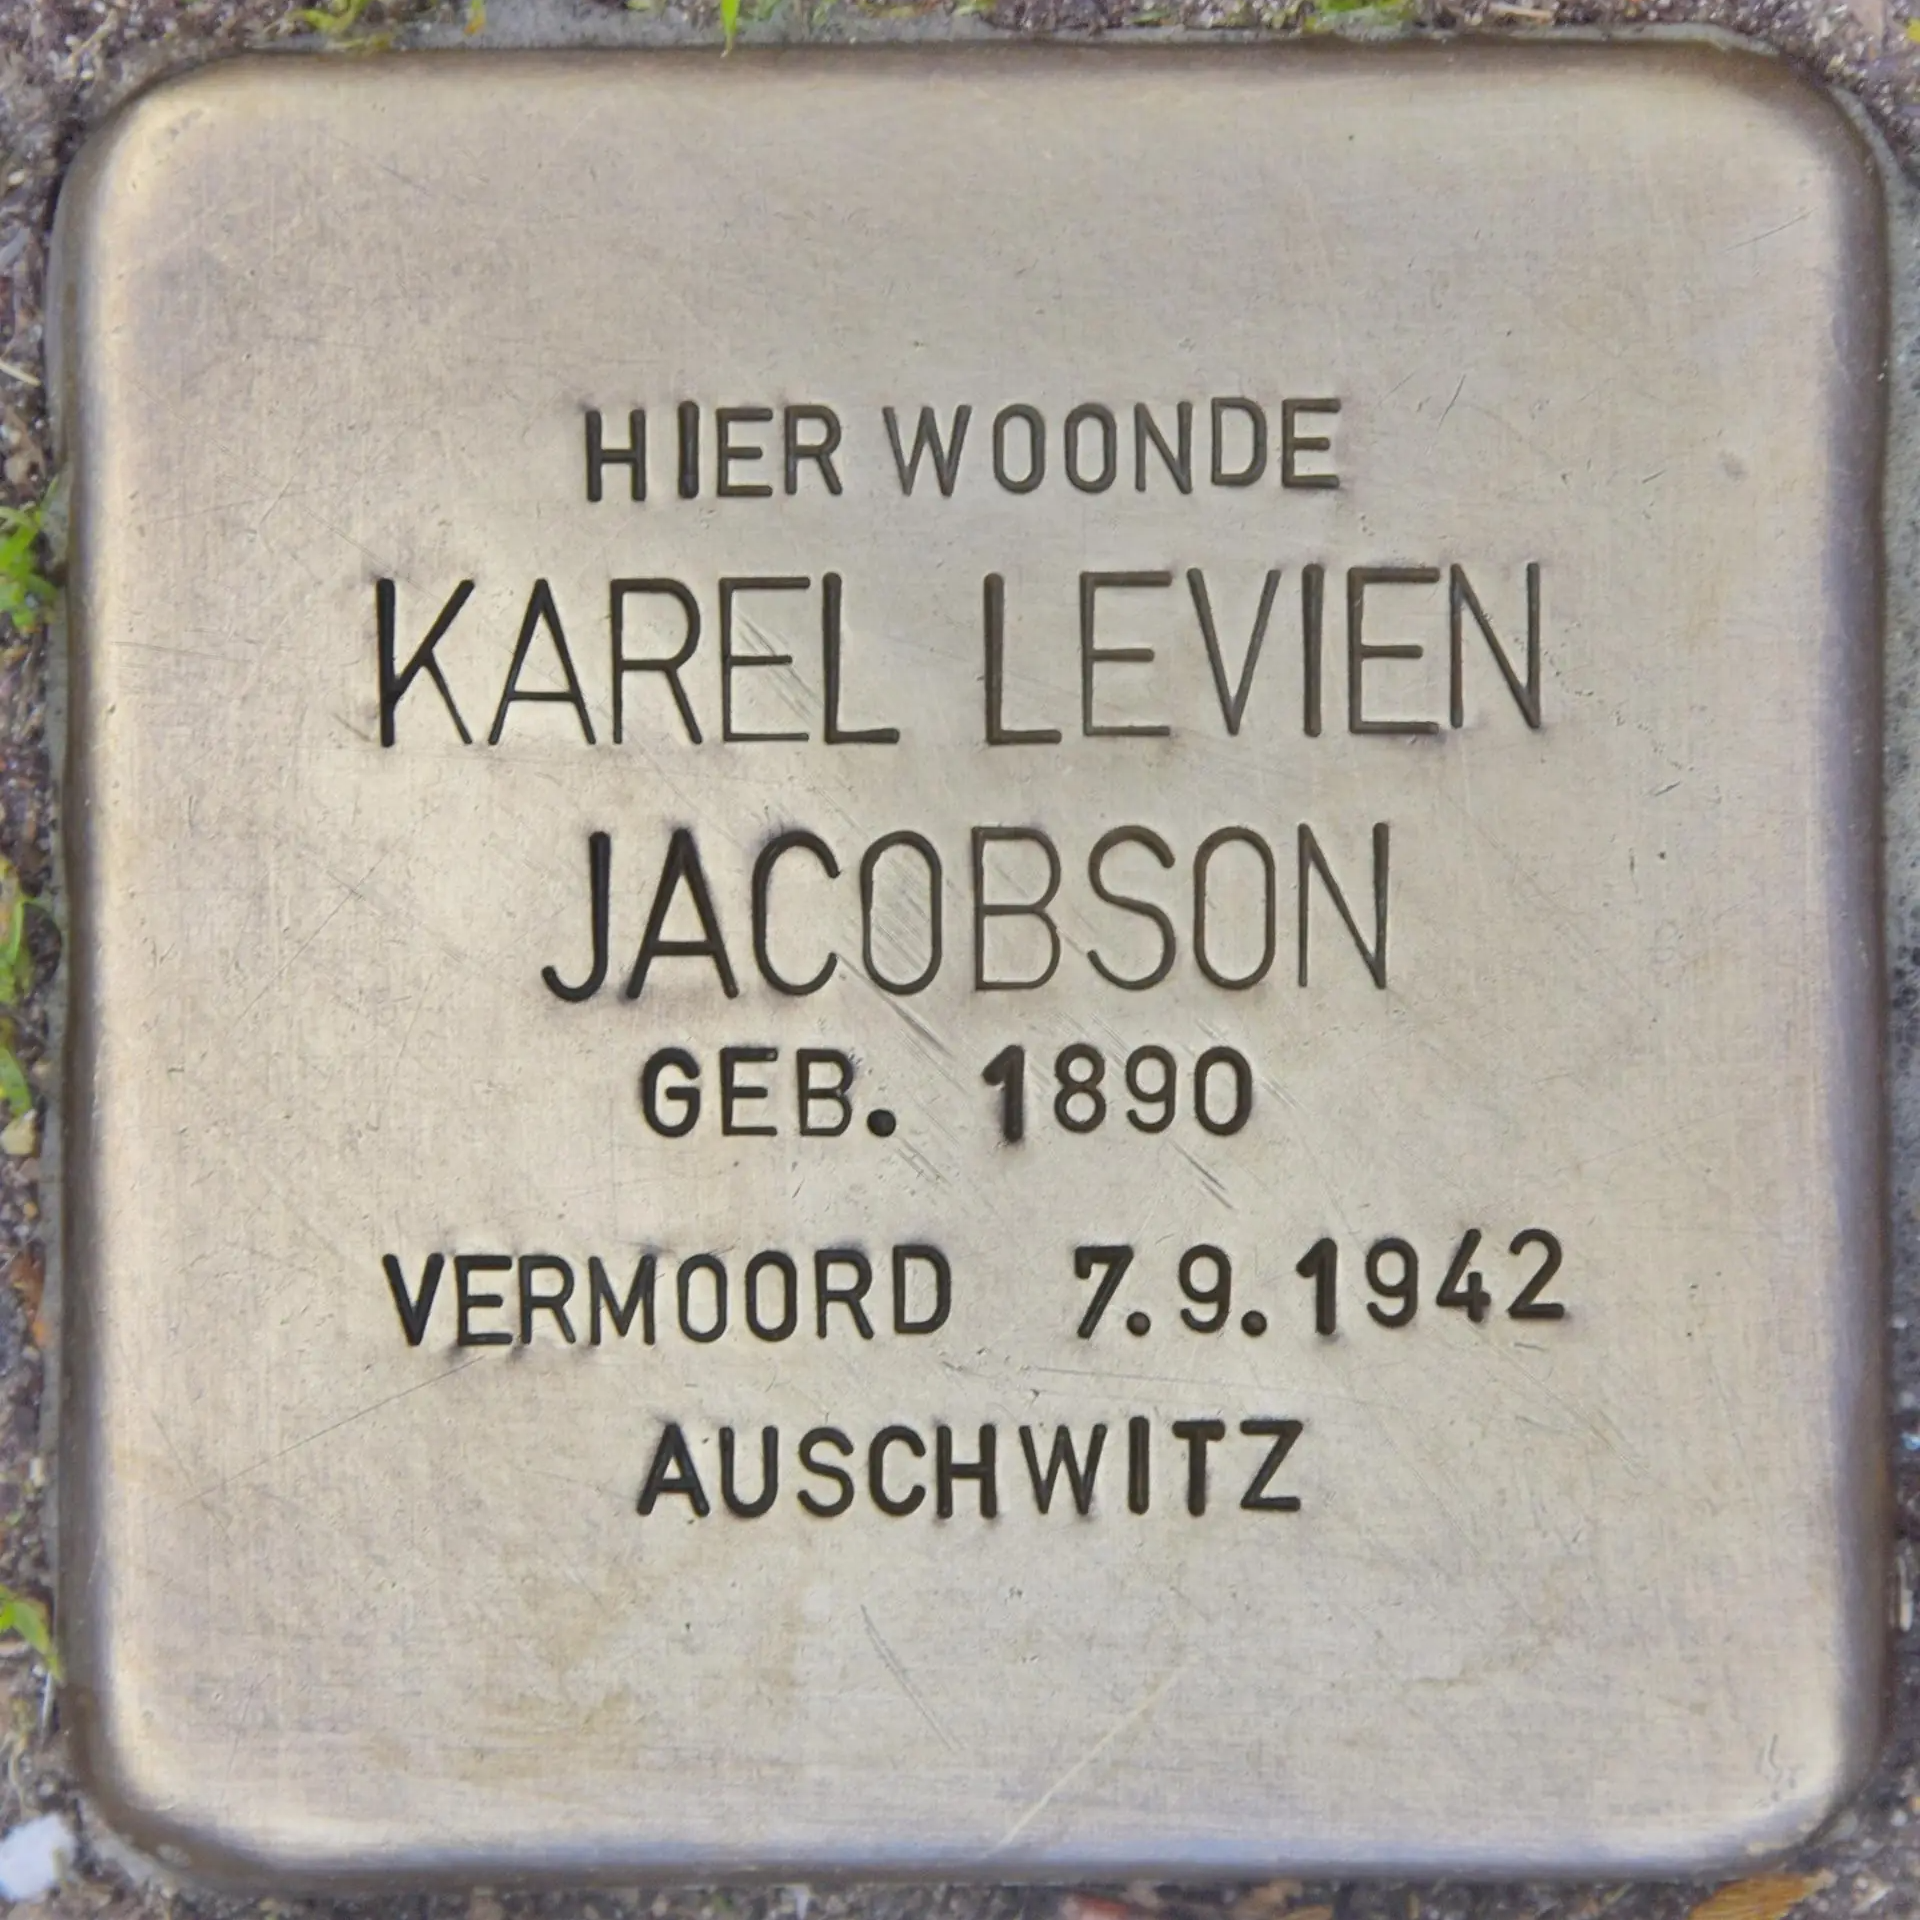 HIER WOONDE
KAREL LEVIEN
JACOBSON
GEB. 1890
VERMOORD 7.9.1942
AUSCHWITZ